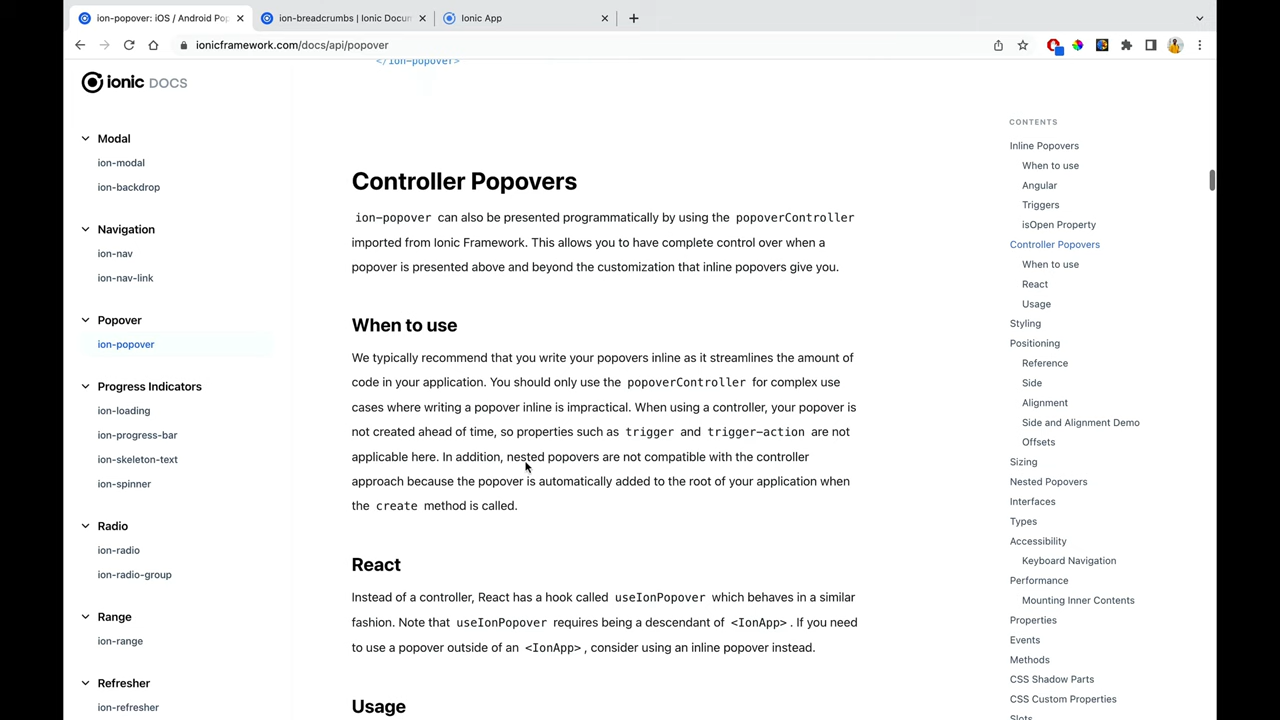 ion-popover: iOS / Android Pop
ion-breadcrumbs | Ionic Docum
Ionic App
ionicframework.com/docs/api/popover
ionic DOCS
Modal
ion-modal
ion-backdrop
Navigation
ion-nav
ion-nav-link
Popover
ion-popover
Progress Indicators
ion-loading
ion-progress-bar
ion-skeleton-text
ion-spinner
Radio
ion-radio
ion-radio-group
Range
ion-range
Refresher
ion-refresher
</ion-popover>
Controller Popovers
ion-popover can also be presented programmatically by using the popoverController
imported from Ionic Framework. This allows you to have complete control over when a
popover is presented above and beyond the customization that inline popovers give you.
When to use
We typically recommend that you write your popovers inline as it streamlines the amount of
code in your application. You should only use the popoverController for complex use
cases where writing a popover inline is impractical. When using a controller, your popover is
not created ahead of time, so properties such as trigger and trigger-action are not
applicable here. In addition, nested popovers are not compatible with the controller
approach because the popover is automatically added to the root of your application when
the create method is called.
React
Instead of a controller, React has a hook called useIonPopover which behaves in a similar
fashion. Note that useIonPopover requires being a descendant of <IonApp>. If you need
to use a popover outside of an <IonApp>, consider using an inline popover instead.
Usage
CONTENTS
Inline Popovers
When to use
Angular
Triggers
isOpen Property
Controller Popovers
When to use
React
Usage
Styling
Positioning
Reference
Side
Alignment
Side and Alignment Demo
Offsets
Sizing
Nested Popovers
Interfaces
Types
Accessibility
Keyboard Navigation
Performance
Mounting Inner Contents
Properties
Events
Methods
CSS Shadow Parts
CSS Custom Properties
Slots